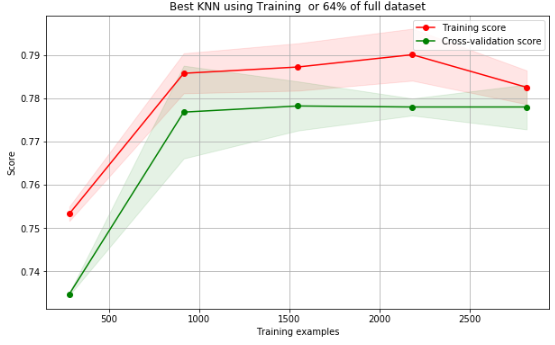 Best KNN using Training or 64% of full dataset
Training score
Cross-validation score
0.79
0.78
0.77
0.76
0.75
0.74
Score
500
1000
1500
2000
2500
Training examples